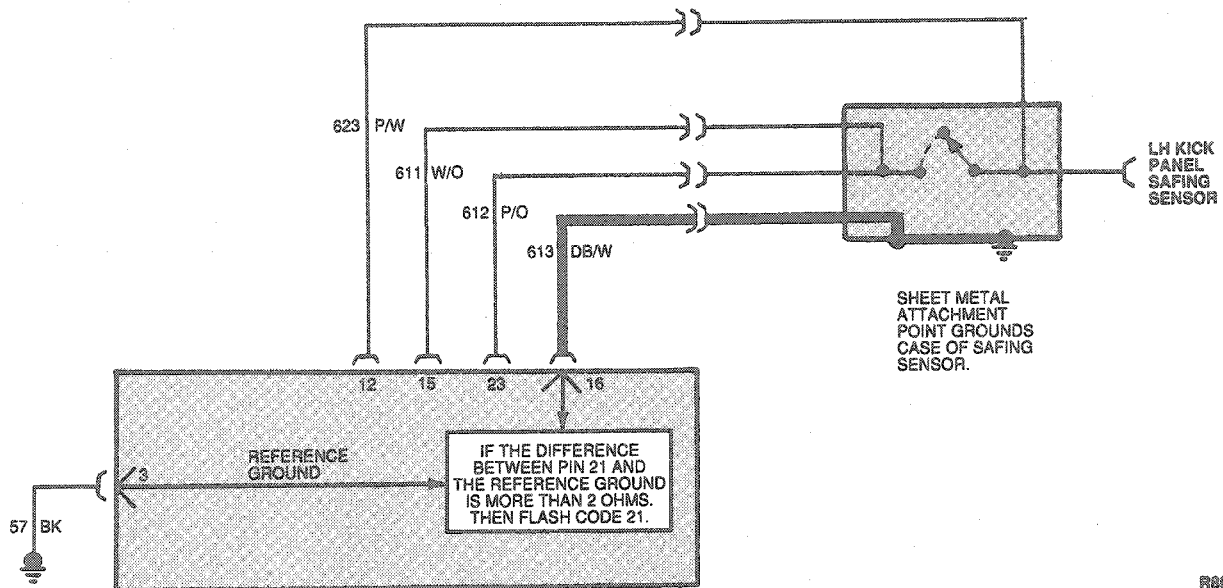 623 P/W
611 W/O
612 P/O
613 DB/W
LH KICK
PANEL
SAFING
SENSOR
SHEET METAL
ATTACHMENT
POINT GROUNDS
CASE OF SAFING
SENSOR.
12 15 23 16
REFERENCE
GROUND
3
IF THE DIFFERENCE
BETWEEN PIN 21 AND
THE REFERENCE GROUND
IS MORE THAN 2 OHMS.
THEN FLASH CODE 21.
57 BK